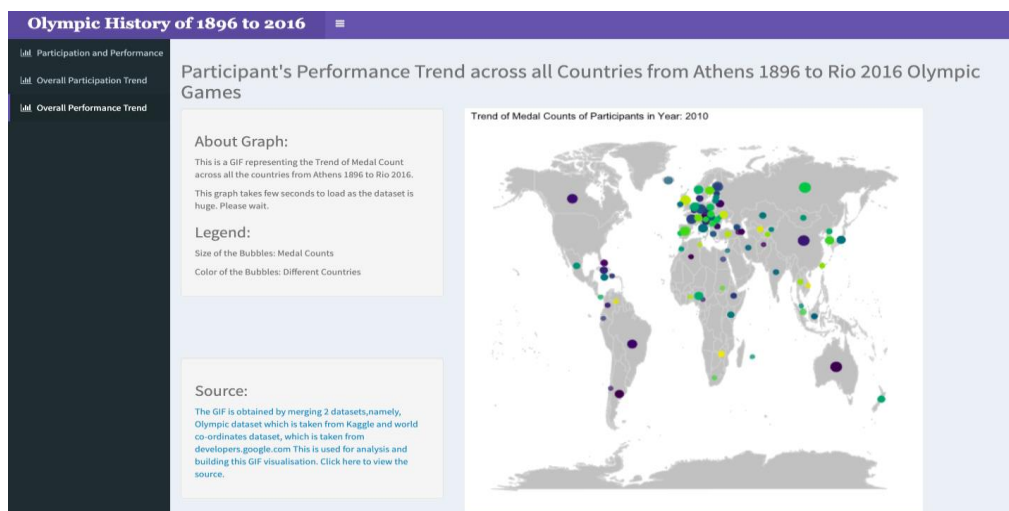 Olympic History of 1896 to 2016
Participation and Performance
Overall Participation Trend
Overall Performance Trend
Participant's Performance Trend across all Countries from Athens 1896 to Rio 2016 Olympic
Games
About Graph:
This is a GIF representing the Trend of Medal Count
across all the countries from Athens 1896 to Rio 2016.
This graph takes few seconds to load as the dataset is
huge. Please wait.
Legend:
Size of the Bubbles: Medal Counts
Color of the Bubbles: Different Countries
Source:
The GIF is obtained by merging 2 datasets,namely,
Olympic dataset which is taken from Kaggle and world
co-ordinates dataset, which is taken from
developers.google.com This is used for analysis and
building this GIF visualisation. Click here to view the
source.
Trend of Medal Counts of Participants in Year: 2010